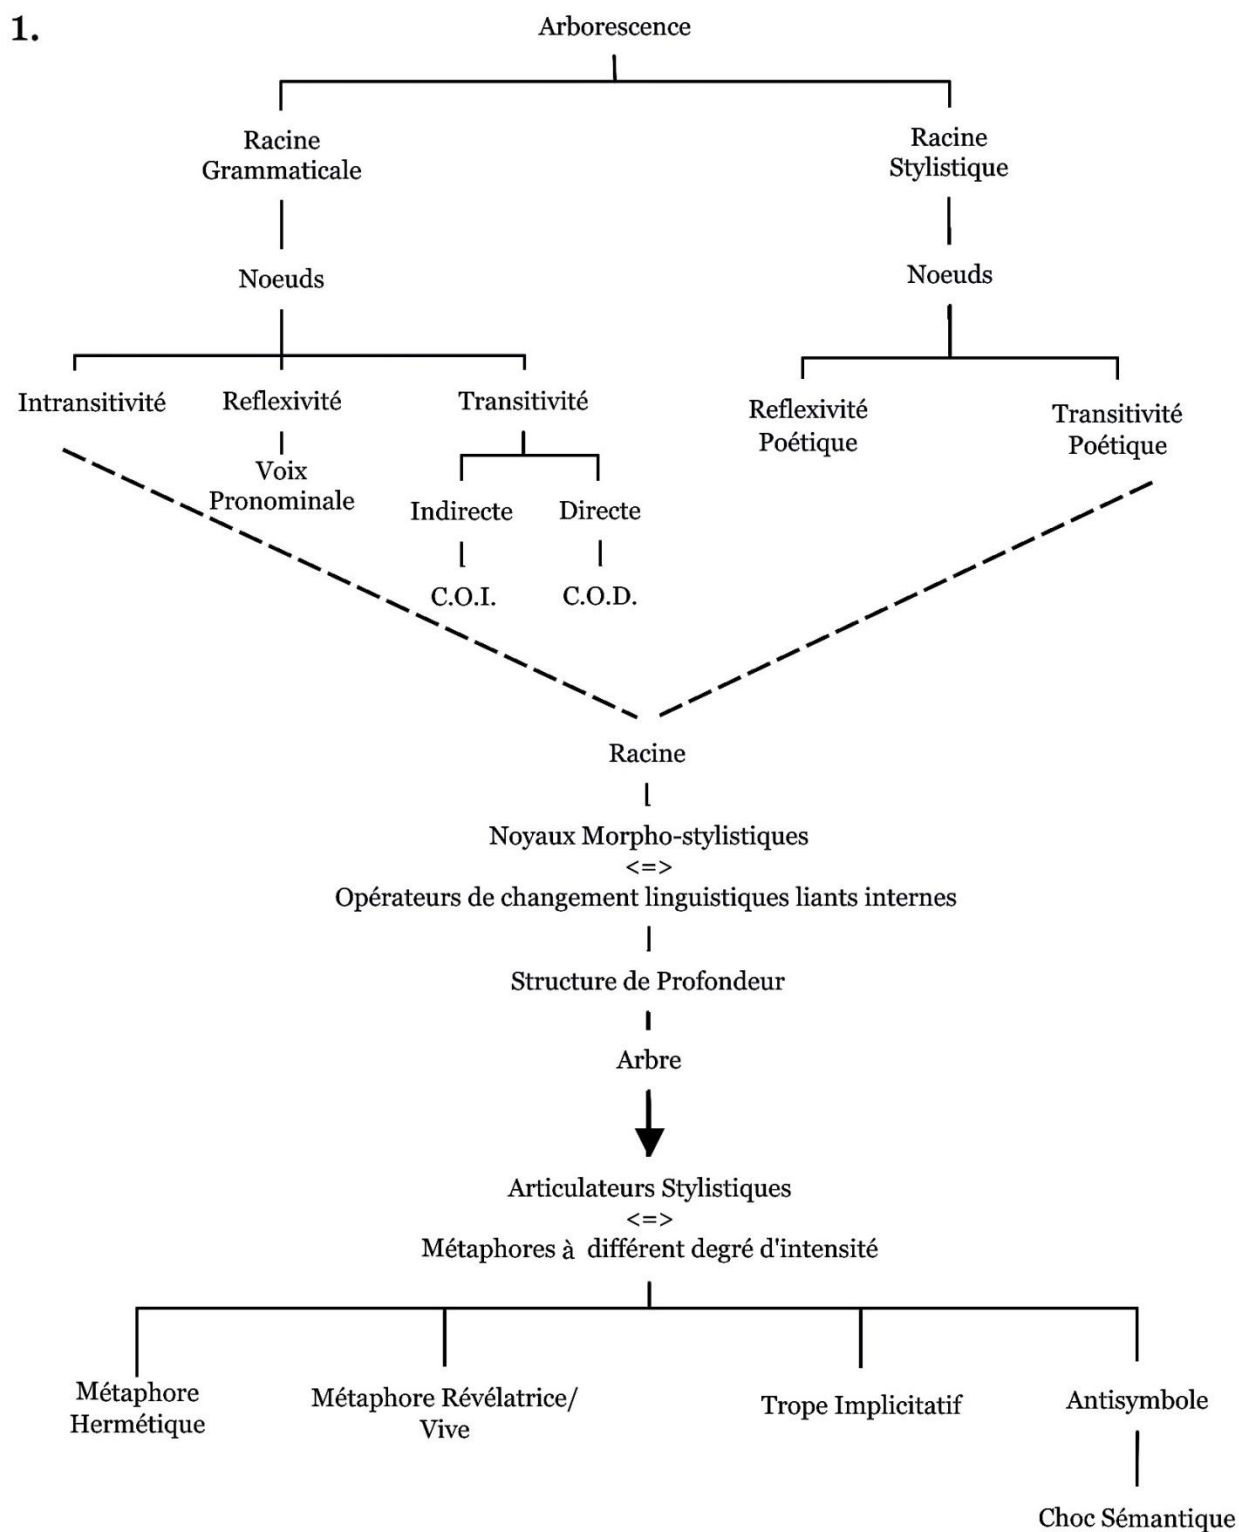 1.
Arborescence
Racine
Grammaticale
Racine
Stylistique
Noeuds
Noeuds
Intransitivité
Reflexivité
Transitivité
Reflexivité
Poétique
Transitivité
Poétique
Voix
Pronominale
Indirecte
Directe
C.O.I.
C.O.D.
Racine
Noyaux Morpho-stylistiques
<=>
Opérateurs de changement linguistiques liants internes
Structure de Profondeur
Arbre
Articulateurs Stylistiques
<=>
Métaphores à différent degré d'intensité
Métaphore
Hermétique
Métaphore Révélatrice/
Vive
Trope Implicitatif
Antisymbole
Choc Sémantique